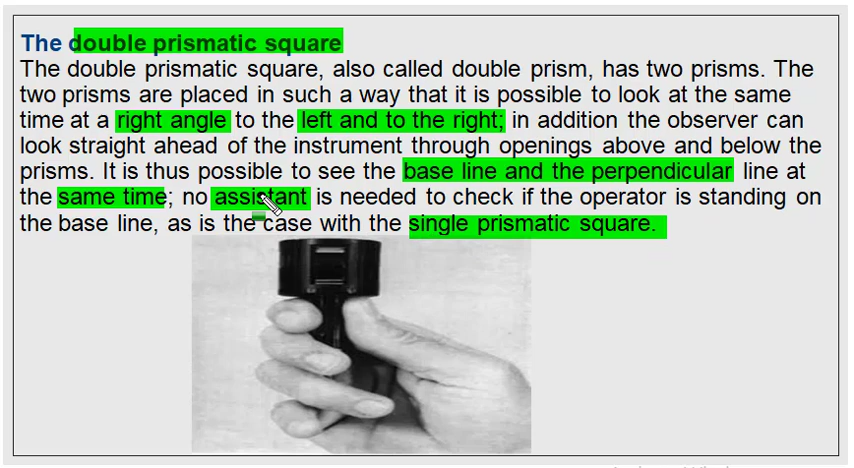 The double prismatic square
The double prismatic square, also called double prism, has two prisms. The
two prisms are placed in such a way that it is possible to look at the same
time at a right angle to the left and to the right; in addition the observer can
look straight ahead of the instrument through openings above and below the
prisms. It is thus possible to see the base line and the perpendicular line at
the same time; no assistant is needed to check if the operator is standing on
the base line, as is the case with the single prismatic square.